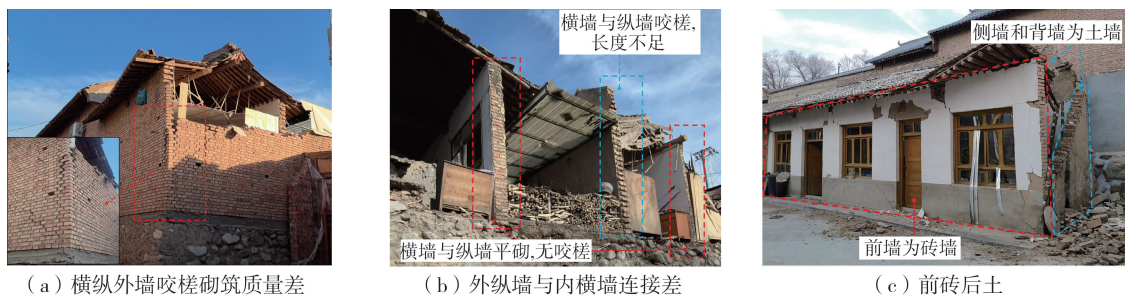 横墙与纵墙咬槎,
长度不足
横墙与纵墙平砌,无咬槎
侧墙和背墙为土墙
前墙为砖墙
(a)横纵外墙咬槎砌筑质量差
(b)外纵墙与内横墙连接差
(c)前砖后土